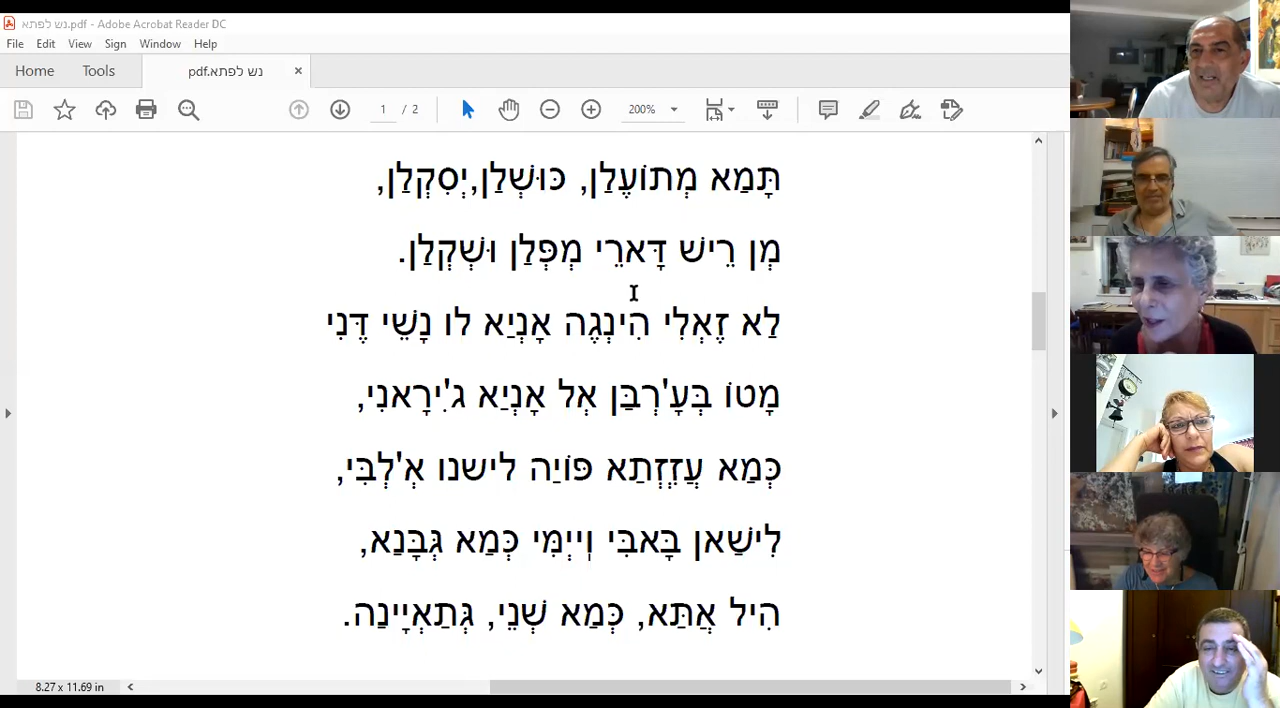 נש לפתא.pdf - Adobe Acrobat Reader DC
File Edit View Sign Window Help
Home Tools נש לפתא.pdf ×
1 / 2 200%
תָּמַא מְתוֹעֶלַן, כּוּשְׁלַן,יְסִקְלַן,
מְן רֵישׁ דָּארֵי מְפְּלַן וּשְׁקְלַן.
לַא זֶאְלִי הִינְגֶה אָנְיַא לו נָשֵׁי דֶּנִי
מָטוֹ בְּעָ'רְבַּן אְל אָנְיַא ג'ִירָאנִי,
כְּמַא עֲזֶזְתַא פּוֹיַה לישנו אְ'לְבִּי,
לִישַׁאן בָּאבִּי וְייְמִּי כְּמַא גְּבָּנַא,
הִיל אֲתַּא, כְּמַא שְׁנֵי, גְּתַאְיָינַה.
8.27 x 11.69 in